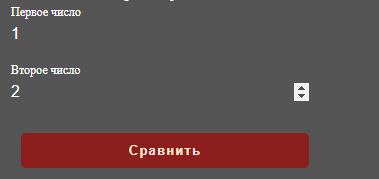 Первое число
1
Второе число
2
Сравнить